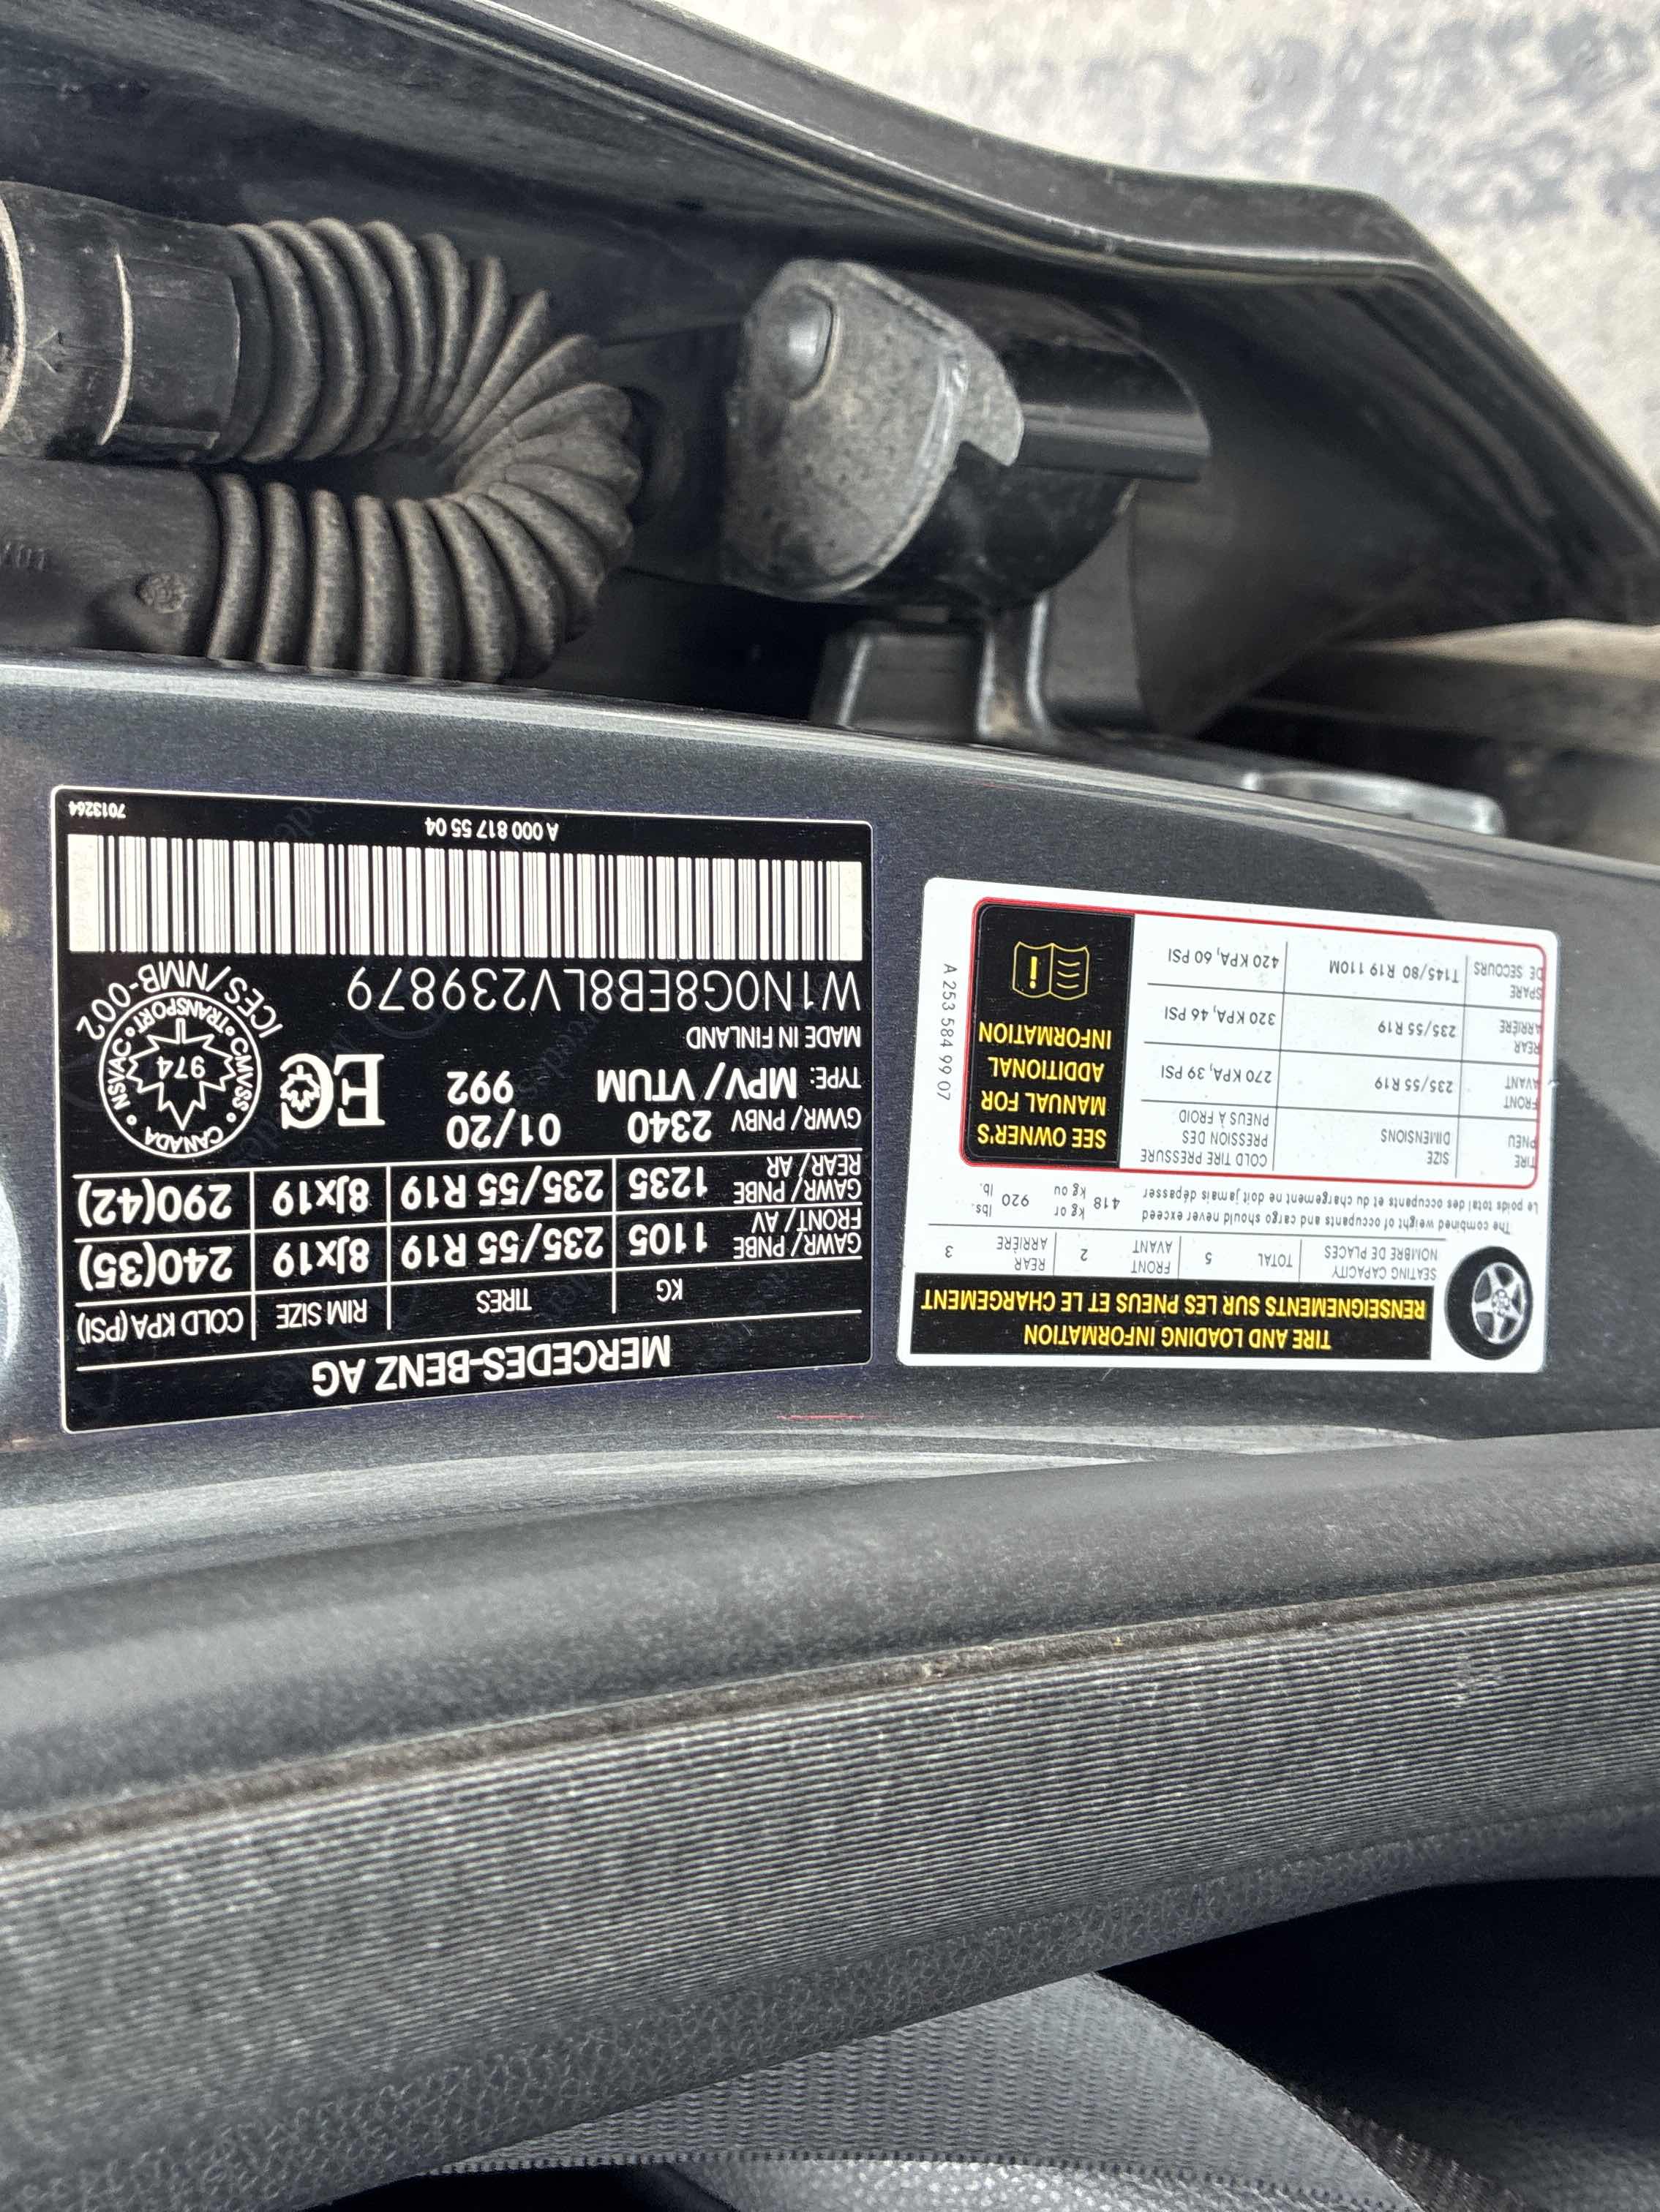 MERCEDES-BENZ AG
KG TIRES RIM SIZE COLD KPA (PSI)
GAWR/PNBE FRONT/AV 1105 235/55 R19 8Jx19 240(35)
GAWR/PNBE REAR/AR 1235 235/55 R19 8Jx19 290(42)
GVWR/PNBV 2340 01/20
TYPE: MPV/VTUM 992
EC
MADE IN FINLAND
W1N0G8EB8LV239879
CANADA • CMVSS • TRANSPORT • NSVAC •
974
ICES/NMB-002
A 000 817 55 04
7013264
TIRE AND LOADING INFORMATION
RENSEIGNEMENTS SUR LES PNEUS ET LE CHARGEMENT
SEATING CAPACITY TOTAL 5 FRONT 2 REAR 3
NOMBRE DE PLACES AVANT ARRIÈRE
The combined weight of occupants and cargo should never exceed 418 kg or 920 lbs.
Le poids total des occupants et du chargement ne doit jamais dépasser kg ou lb.
TIRE SIZE COLD TIRE PRESSURE
PNEU DIMENSIONS PRESSION DES PNEUS À FROID
FRONT
AVANT 235/55 R19 270 KPA, 39 PSI
REAR
ARRIÈRE 235/55 R19 320 KPA, 46 PSI
SPARE
DE SECOURS T145/80 R19 110M 420 KPA, 60 PSI
SEE OWNER'S
MANUAL FOR
ADDITIONAL
INFORMATION
A 253 584 99 07